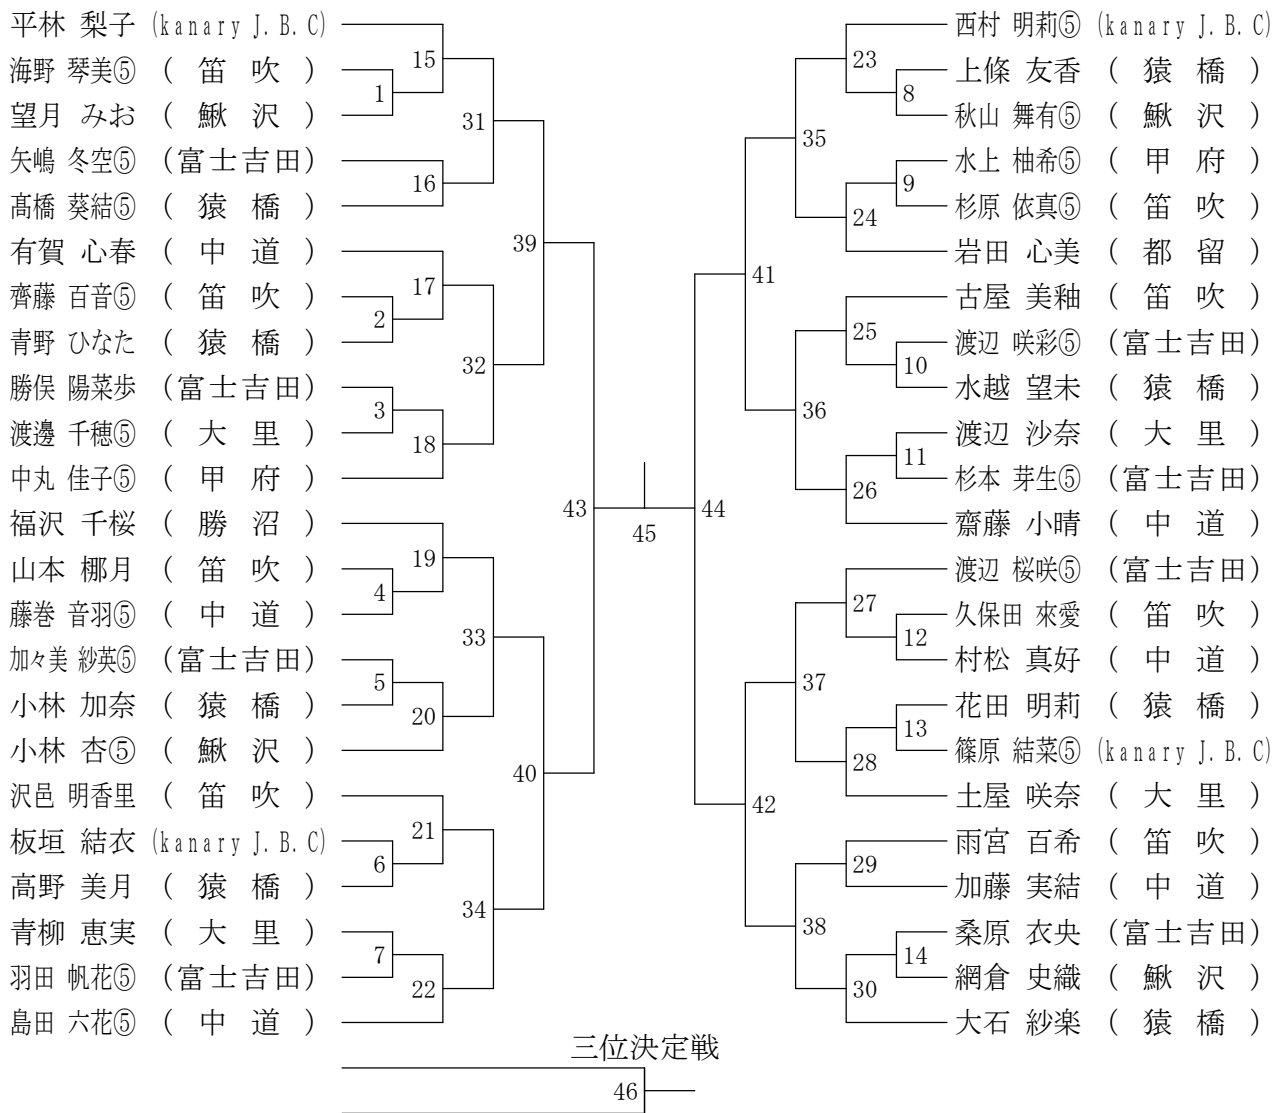 平林 梨子 (kanary J.B.C)
海野 琴美⑤ ( 笛 吹 )
望月 みお ( 鰍 沢 )
矢嶋 冬空⑤ (富士吉田)
髙橋 葵結⑤ ( 猿 橋 )
有賀 心春 ( 中 道 )
齊藤 百音⑤ ( 笛 吹 )
青野 ひなた ( 猿 橋 )
勝俣 陽菜歩 (富士吉田)
渡邊 千穂⑤ ( 大 里 )
中丸 佳子⑤ ( 甲 府 )
福沢 千桜 ( 勝 沼 )
山本 梛月 ( 笛 吹 )
藤巻 音羽⑤ ( 中 道 )
加々美 紗英⑤ (富士吉田)
小林 加奈 ( 猿 橋 )
小林 杏⑤ ( 鰍 沢 )
沢邑 明香里 ( 笛 吹 )
板垣 結衣 (kanary J.B.C)
高野 美月 ( 猿 橋 )
青柳 恵実 ( 大 里 )
羽田 帆花⑤ (富士吉田)
島田 六花⑤ ( 中 道 )
1
2
3
4
5
6
7
15
16
17
18
19
20
21
22
31
32
33
34
39
40
43
45
44
41
42
35
36
37
38
23
24
25
26
27
28
29
30
8
9
10
11
12
13
14
西村 明莉⑤ (kanary J.B.C)
上條 友香 ( 猿 橋 )
秋山 舞有⑤ ( 鰍 沢 )
水上 柚希⑤ ( 甲 府 )
杉原 依真⑤ ( 笛 吹 )
岩田 心美 ( 都 留 )
古屋 美釉 ( 笛 吹 )
渡辺 咲彩⑤ (富士吉田)
水越 望未 ( 猿 橋 )
渡辺 沙奈 ( 大 里 )
杉本 芽生⑤ (富士吉田)
齋藤 小晴 ( 中 道 )
渡辺 桜咲⑤ (富士吉田)
久保田 來愛 ( 笛 吹 )
村松 真好 ( 中 道 )
花田 明莉 ( 猿 橋 )
篠原 結菜⑤ (kanary J.B.C)
土屋 咲奈 ( 大 里 )
雨宮 百希 ( 笛 吹 )
加藤 実結 ( 中 道 )
桑原 衣央 (富士吉田)
網倉 史織 ( 鰍 沢 )
大石 紗楽 ( 猿 橋 )
三位決定戦
46